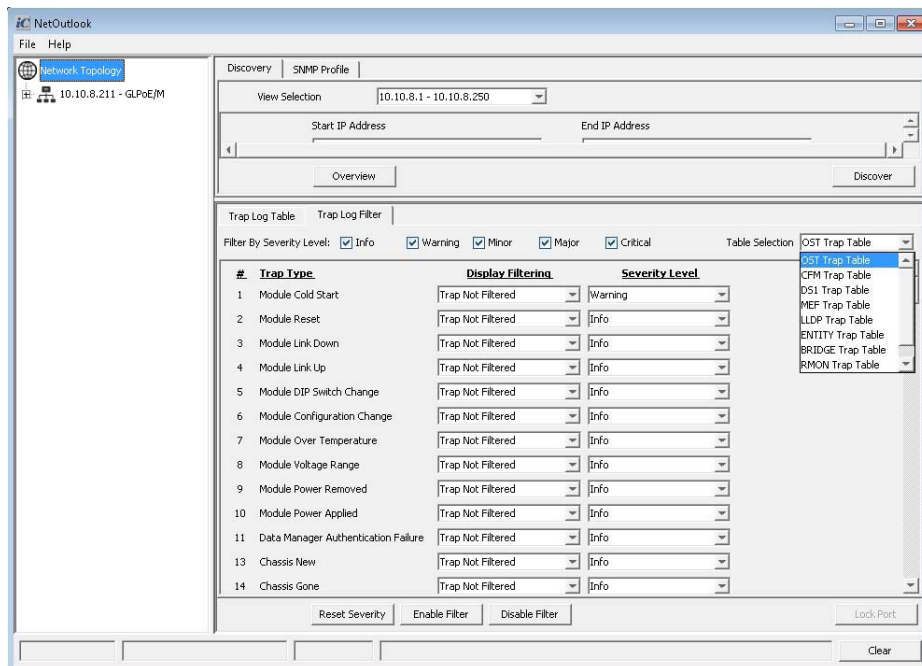 iC NetOutlook
File Help
Network Topology
10.10.8.211 - GLPoE/M
Discovery SNMP Profile
View Selection 10.10.8.1 - 10.10.8.250
Start IP Address End IP Address
Overview Discover
Trap Log Table Trap Log Filter
Filter By Severity Level: Info Warning Minor Major Critical Table Selection OST Trap Table
OST Trap Table
CFM Trap Table
DS1 Trap Table
MEF Trap Table
LLDP Trap Table
ENTITY Trap Table
BRIDGE Trap Table
RMON Trap Table
# Trap Type Display Filtering Severity Level
1 Module Cold Start Trap Not Filtered Warning
2 Module Reset Trap Not Filtered Info
3 Module Link Down Trap Not Filtered Info
4 Module Link Up Trap Not Filtered Info
5 Module DIP Switch Change Trap Not Filtered Info
6 Module Configuration Change Trap Not Filtered Info
7 Module Over Temperature Trap Not Filtered Info
8 Module Voltage Range Trap Not Filtered Info
9 Module Power Removed Trap Not Filtered Info
10 Module Power Applied Trap Not Filtered Info
11 Data Manager Authentication Failure Trap Not Filtered Info
13 Chassis New Trap Not Filtered Info
14 Chassis Gone Trap Not Filtered Info
Reset Severity Enable Filter Disable Filter Lock Port
Clear